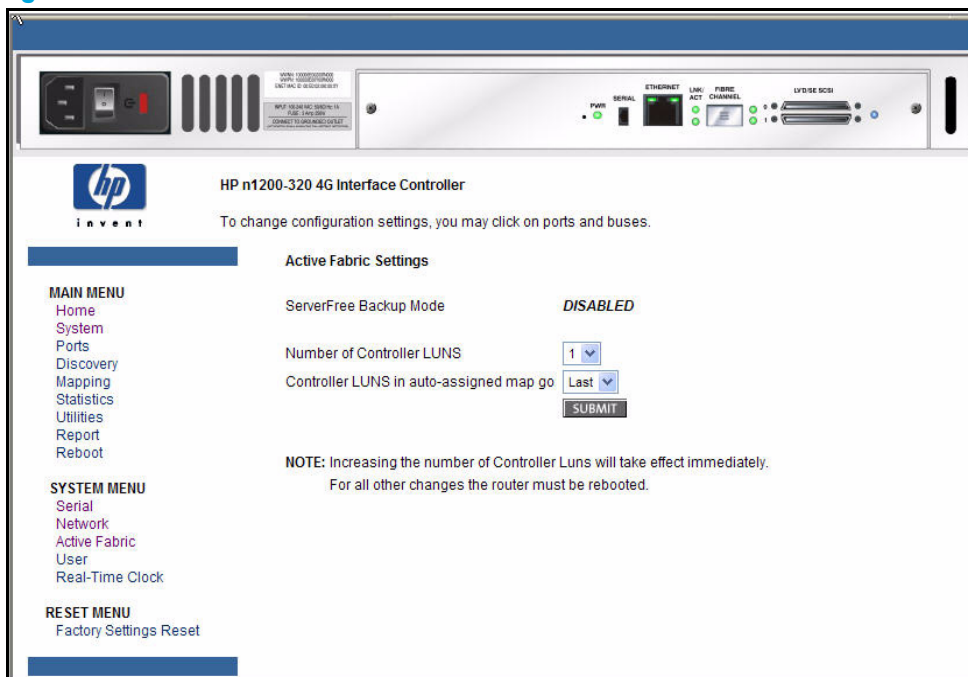 PWR
SERIAL
ETHERNET
LNK/
ACT
FIBRE
CHANNEL
LVD/SE SCSI
0
1
hp
invent
HP n1200-320 4G Interface Controller
To change configuration settings, you may click on ports and buses.
Active Fabric Settings
ServerFree Backup Mode DISABLED
Number of Controller LUNS 1
Controller LUNS in auto-assigned map go Last
SUBMIT
NOTE: Increasing the number of Controller Luns will take effect immediately.
For all other changes the router must be rebooted.
MAIN MENU
Home
System
Ports
Discovery
Mapping
Statistics
Utilities
Report
Reboot
SYSTEM MENU
Serial
Network
Active Fabric
User
Real-Time Clock
RESET MENU
Factory Settings Reset